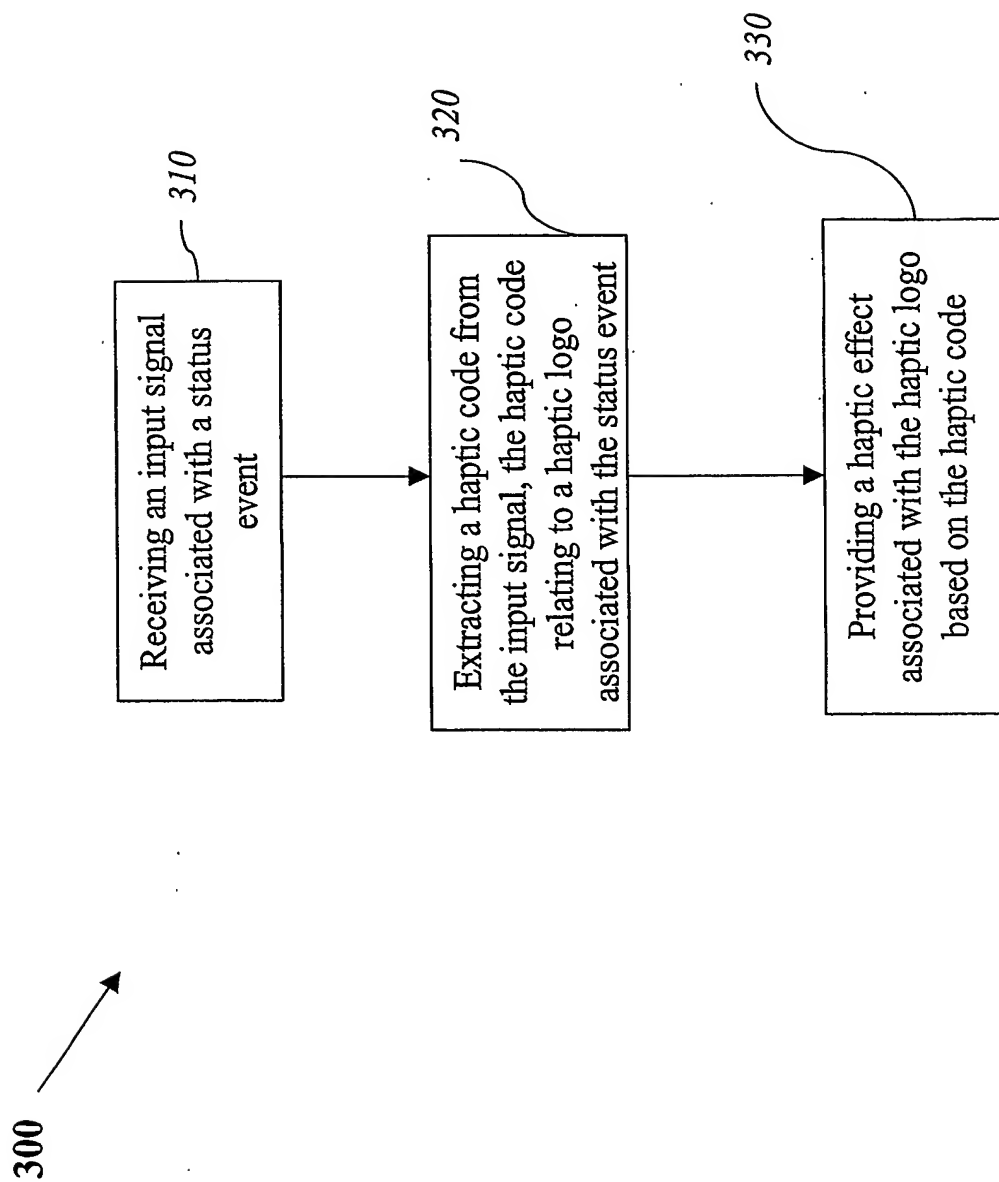 300
310
Receiving an input signal
associated with a status
event
320
Extracting a haptic code from
the input signal, the haptic code
relating to a haptic logo
associated with the status event
330
Providing a haptic effect
associated with the haptic logo
based on the haptic code